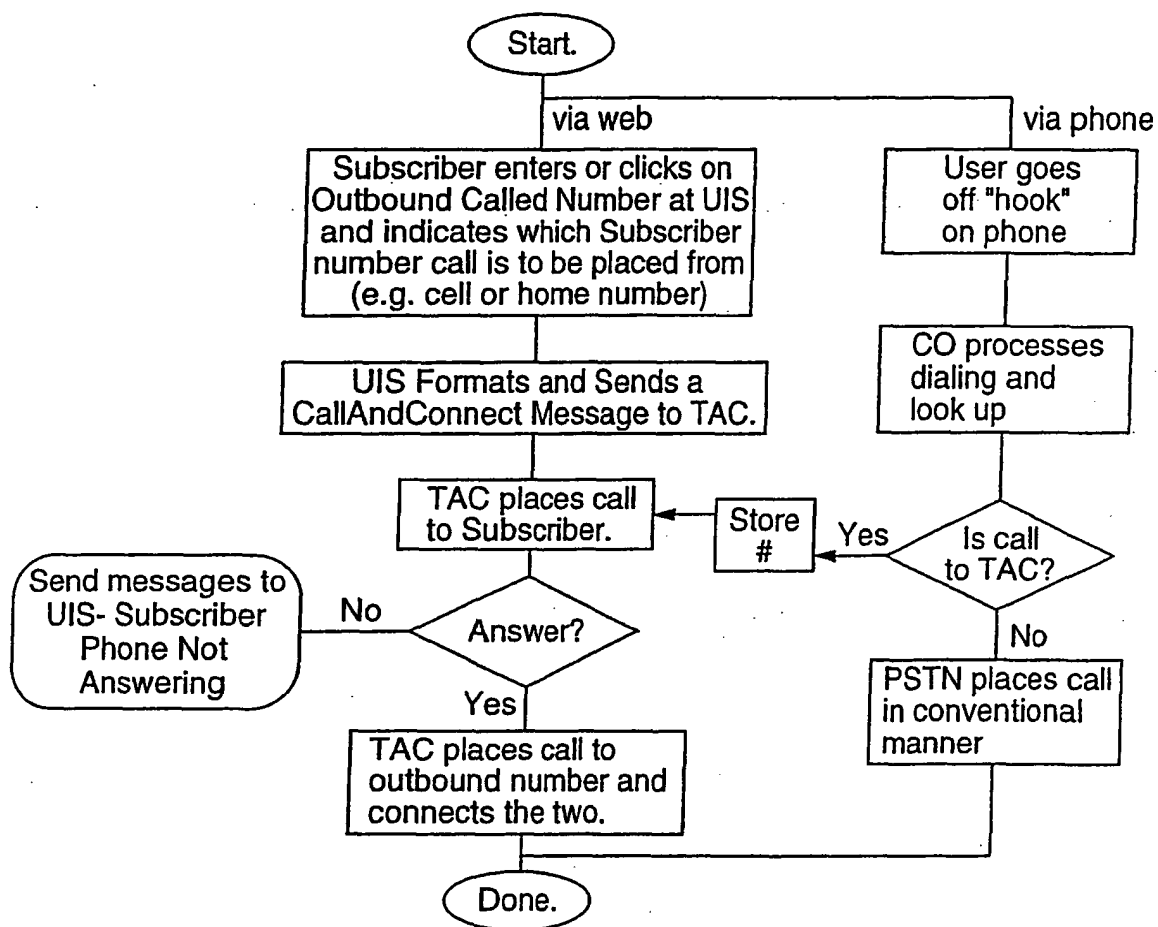 Start.
via web
via phone
Subscriber enters or clicks on
Outbound Called Number at UIS
and indicates which Subscriber
number call is to be placed from
(e.g. cell or home number)
User goes
off "hook"
on phone
UIS Formats and Sends a
CallAndConnect Message to TAC.
CO processes
dialing and
look up
TAC places call
to Subscriber.
Store
#
Yes
Is call
to TAC?
Send messages to
UIS- Subscriber
Phone Not
Answering
No
Answer?
No
Yes
PSTN places call
in conventional
manner
TAC places call to
outbound number and
connects the two.
Done.